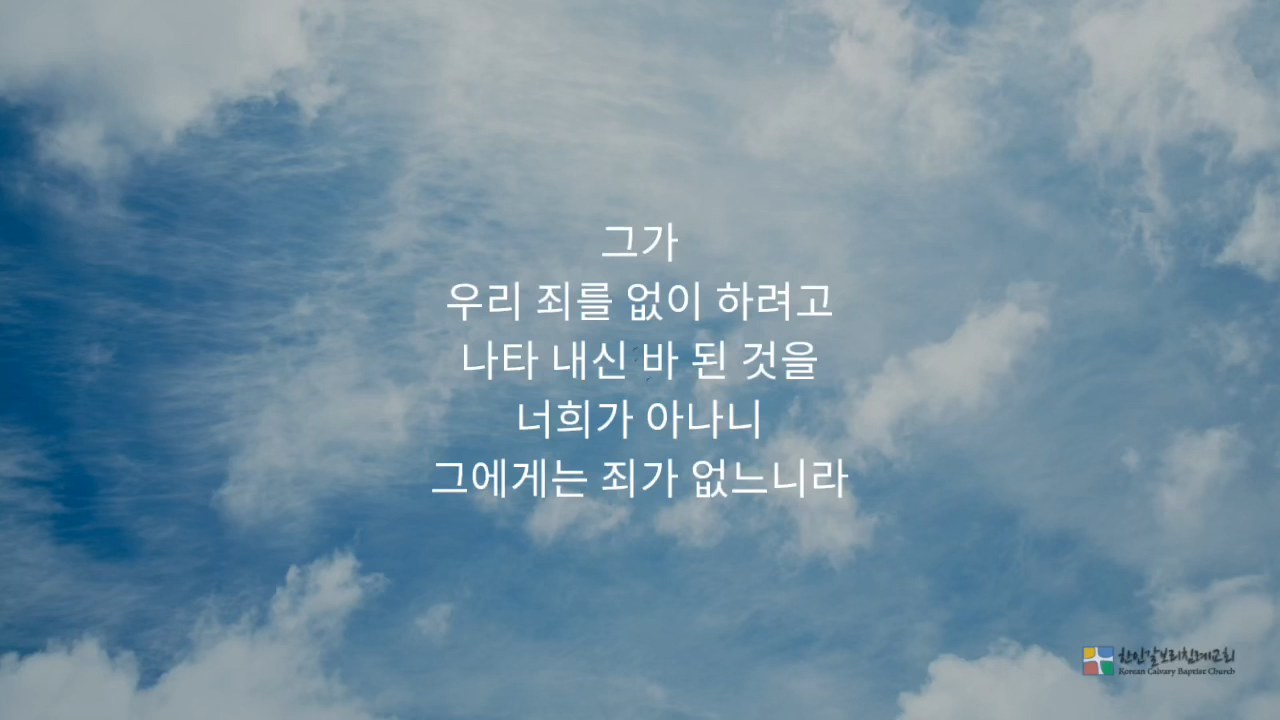 그가
우리 죄를 없이 하려고
나타 내신 바 된 것을
너희가 아나니
그에게는 죄가 없느니라
한인갈보리침례교회
Korean Calvary Baptist Church